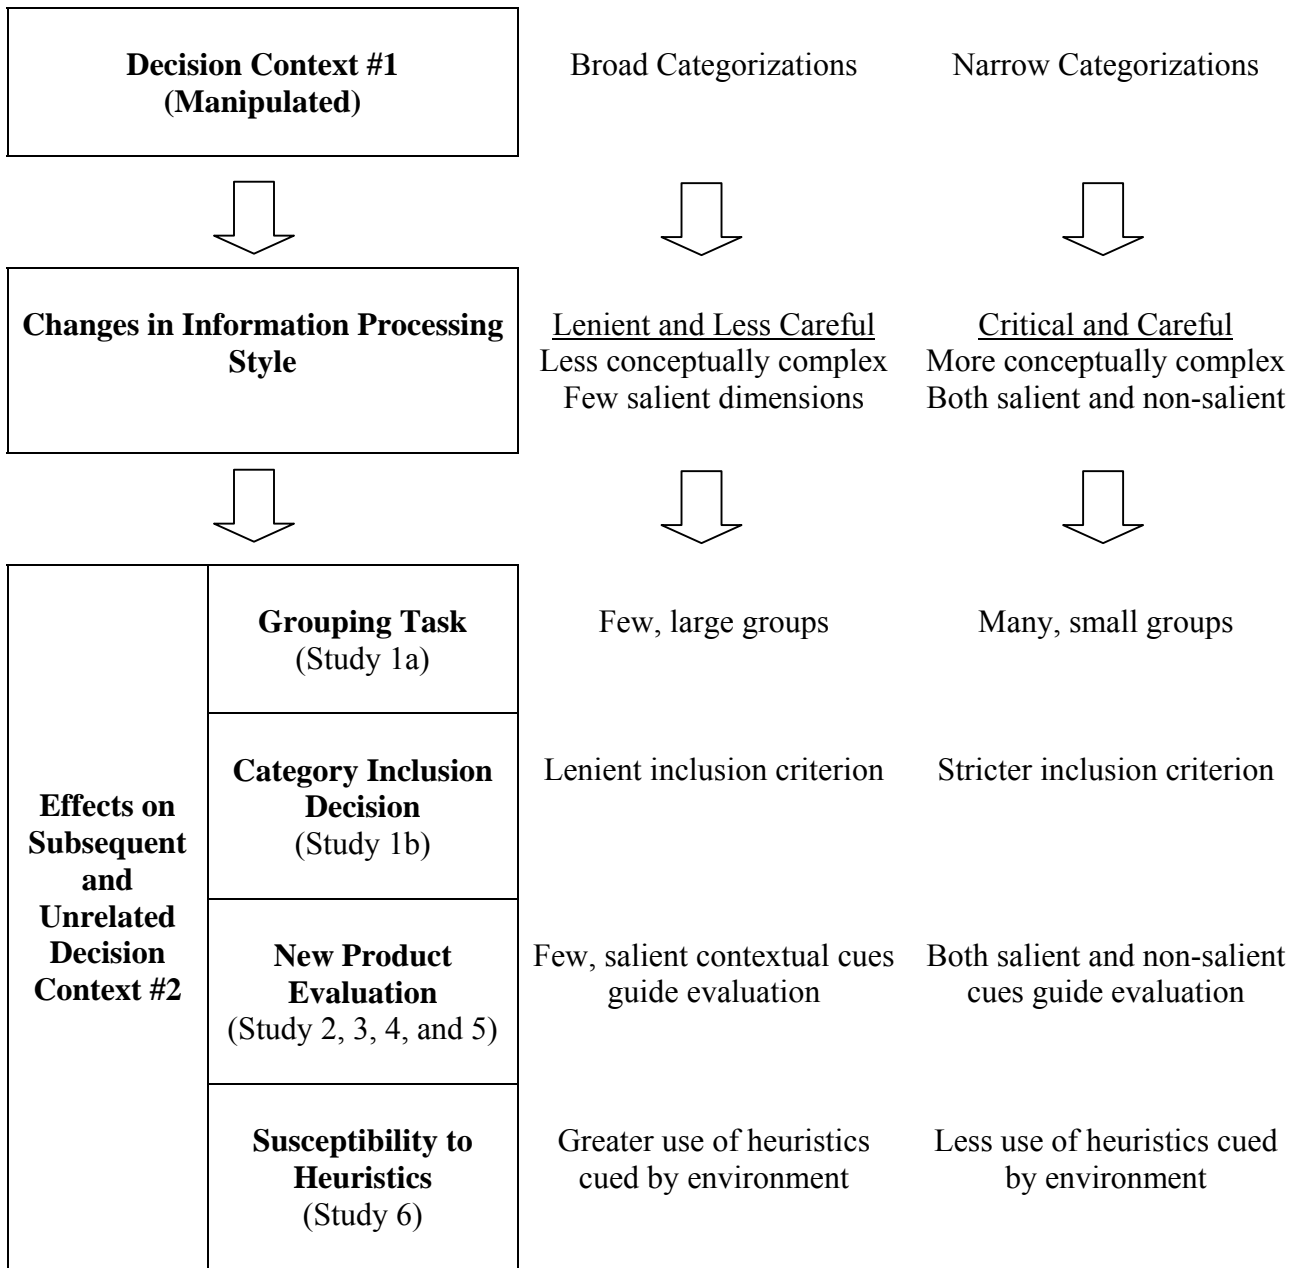 Decision Context #1
(Manipulated)
Broad Categorizations
Narrow Categorizations
Changes in Information Processing
Style
Lenient and Less Careful
Less conceptually complex
Few salient dimensions
Critical and Careful
More conceptually complex
Both salient and non-salient
Effects on
Subsequent
and
Unrelated
Decision
Context #2
Grouping Task
(Study 1a)
Few, large groups
Many, small groups
Category Inclusion
Decision
(Study 1b)
Lenient inclusion criterion
Stricter inclusion criterion
New Product
Evaluation
(Study 2, 3, 4, and 5)
Few, salient contextual cues
guide evaluation
Both salient and non-salient
cues guide evaluation
Susceptibility to
Heuristics
(Study 6)
Greater use of heuristics
cued by environment
Less use of heuristics cued
by environment